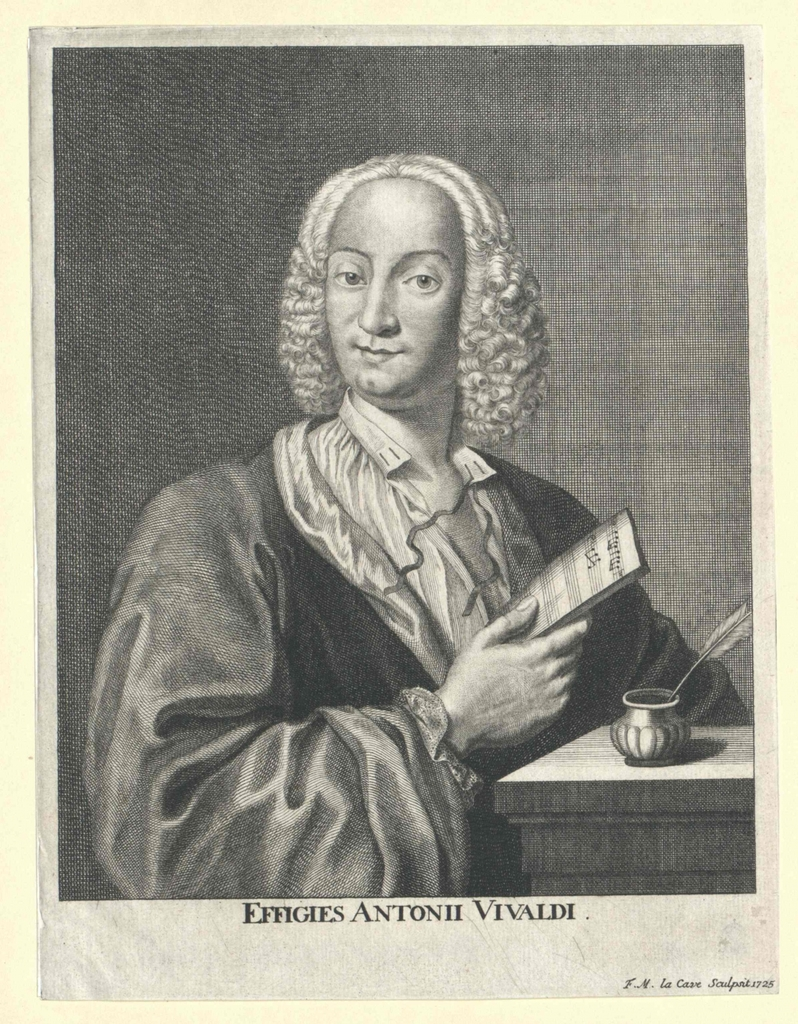 EFFIGIES ANTONII VIVALDI .
F. M. la Cave Sculpsit 1725